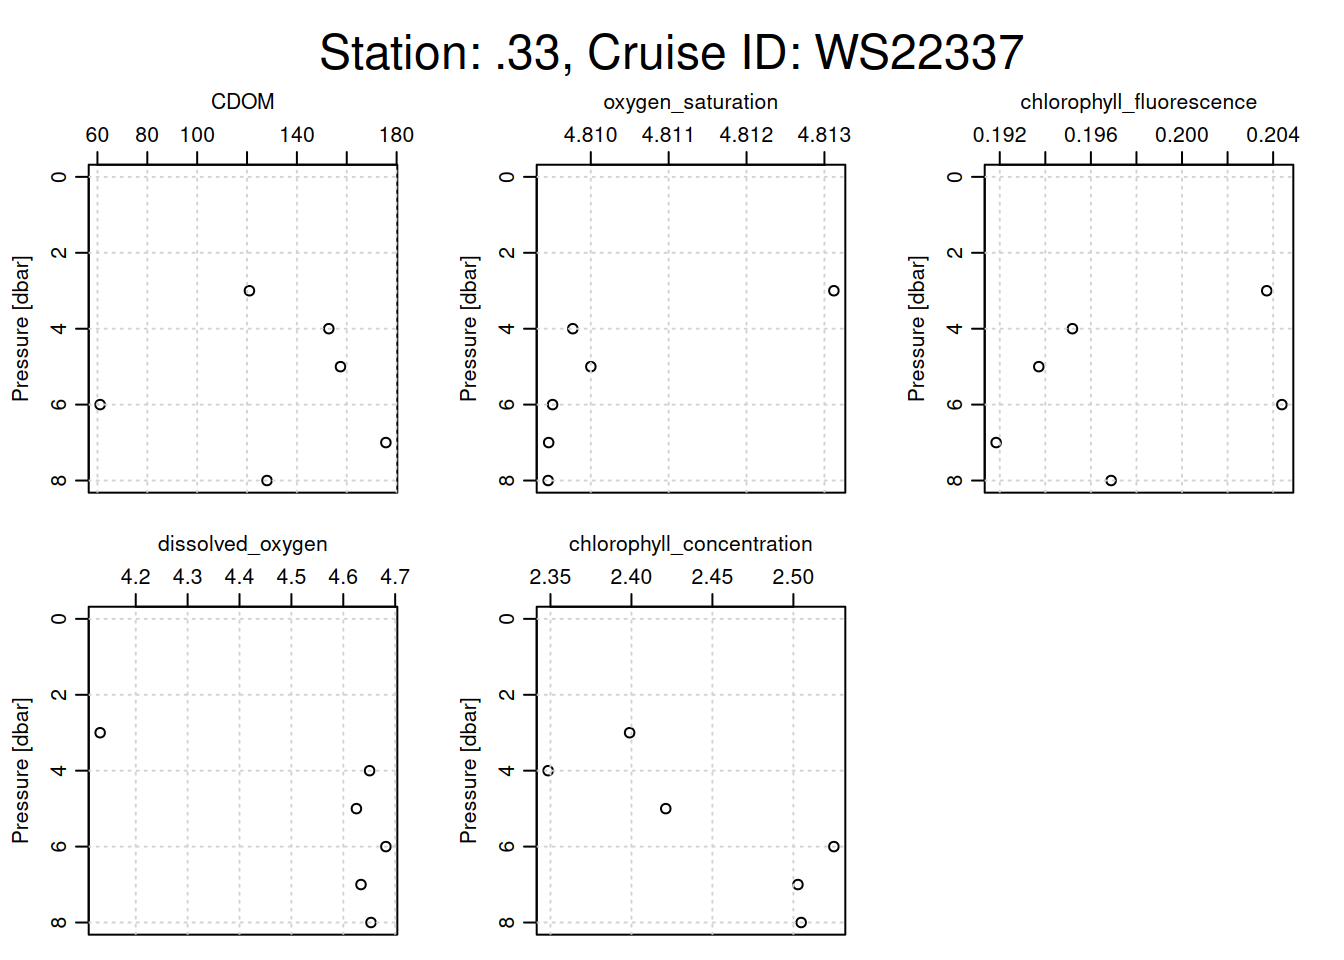 Station: .33, Cruise ID: WS22337
CDOM
60 80 100 140 180
0
2
4
6
8
Pressure [dbar]
oxygen_saturation
4.810 4.811 4.812 4.813
0
2
4
6
8
Pressure [dbar]
chlorophyll_fluorescence
0.192 0.196 0.200 0.204
0
2
4
6
8
Pressure [dbar]
dissolved_oxygen
4.2 4.3 4.4 4.5 4.6 4.7
0
2
4
6
8
Pressure [dbar]
chlorophyll_concentration
2.35 2.40 2.45 2.50
0
2
4
6
8
Pressure [dbar]